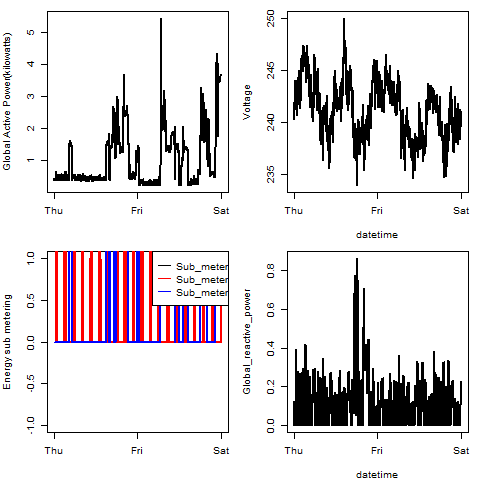 Global Active Power(kilowatts)
5
4
3
2
1
Thu
Fri
Sat
Voltage
250
245
240
235
Thu
Fri
Sat
datetime
Energy sub metering
1.0
0.5
0.0
-0.5
-1.0
Sub_meter
Sub_meter
Sub_meter
Thu
Fri
Sat
Global_reactive_power
0.8
0.6
0.4
0.2
0.0
Thu
Fri
Sat
datetime